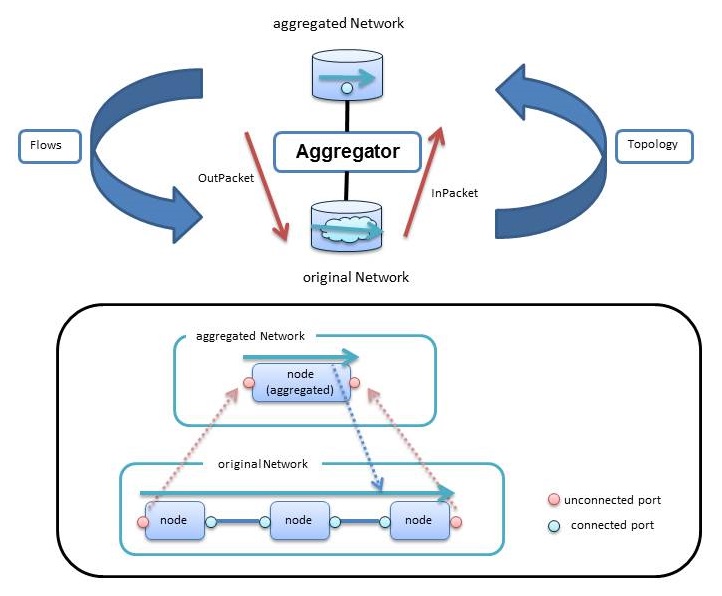 aggregated Network
Flows
Aggregator
Topology
OutPacket
InPacket
original Network
aggregated Network
node
(aggregated)
original Network
unconnected port
node
node
node
connected port